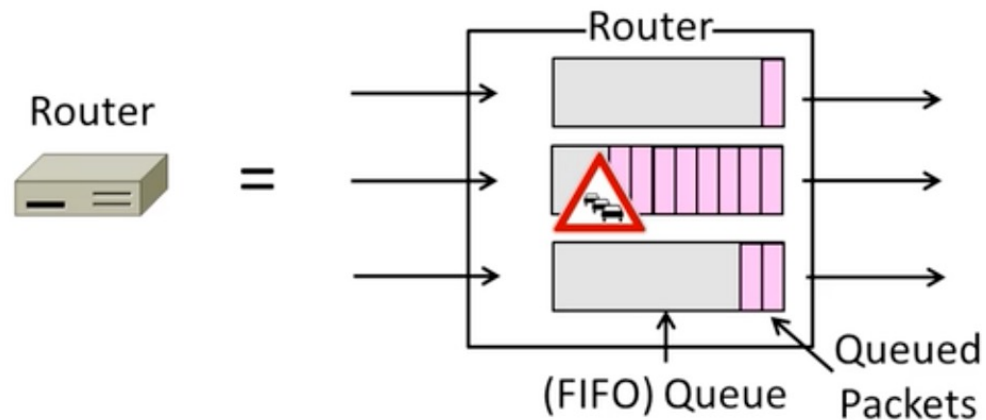 Router
Router
=
(FIFO) Queue
Queued
Packets